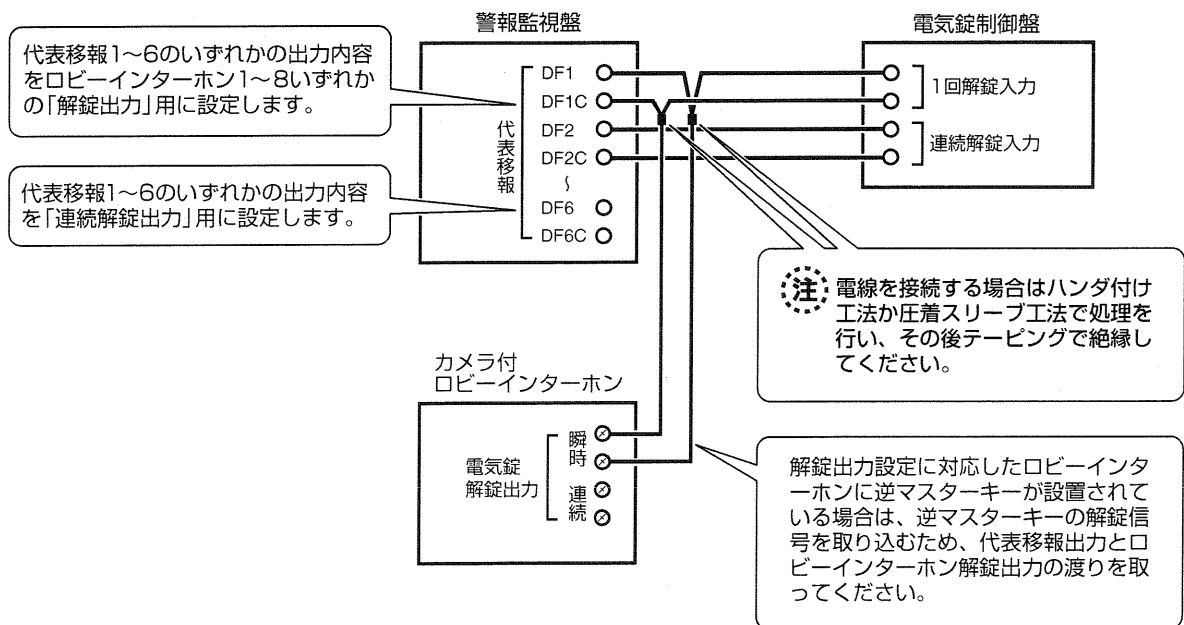 警報監視盤
電気錠制御盤
代表移報1〜6のいずれかの出力内容
をロビーインターホン1〜8いずれか
の「解錠出力」用に設定します。
代表移報1〜6のいずれかの出力内容
を「連続解錠出力」用に設定します。
代表移報
DF1
DF1C
DF2
DF2C
〜
DF6
DF6C
1回解錠入力
連続解錠入力
注
電線を接続する場合はハンダ付け
工法か圧着スリーブ工法で処理を
行い、その後テーピングで絶縁し
てください。
カメラ付
ロビーインターホン
電気錠
解錠出力
瞬時
連続
解錠出力設定に対応したロビーインタ
ーホンに逆マスターキーが設置されて
いる場合は、逆マスターキーの解錠信
号を取り込むため、代表移報出力とロ
ビーインターホン解錠出力の渡りを取
ってください。